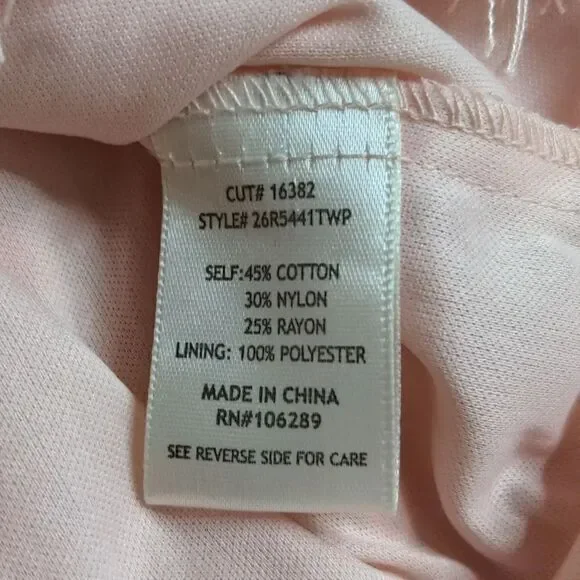 CUT# 16382
STYLE# 26R5441TWP
SELF:45% COTTON
30% NYLON
25% RAYON
LINING: 100% POLYESTER
MADE IN CHINA
RN#106289
SEE REVERSE SIDE FOR CARE